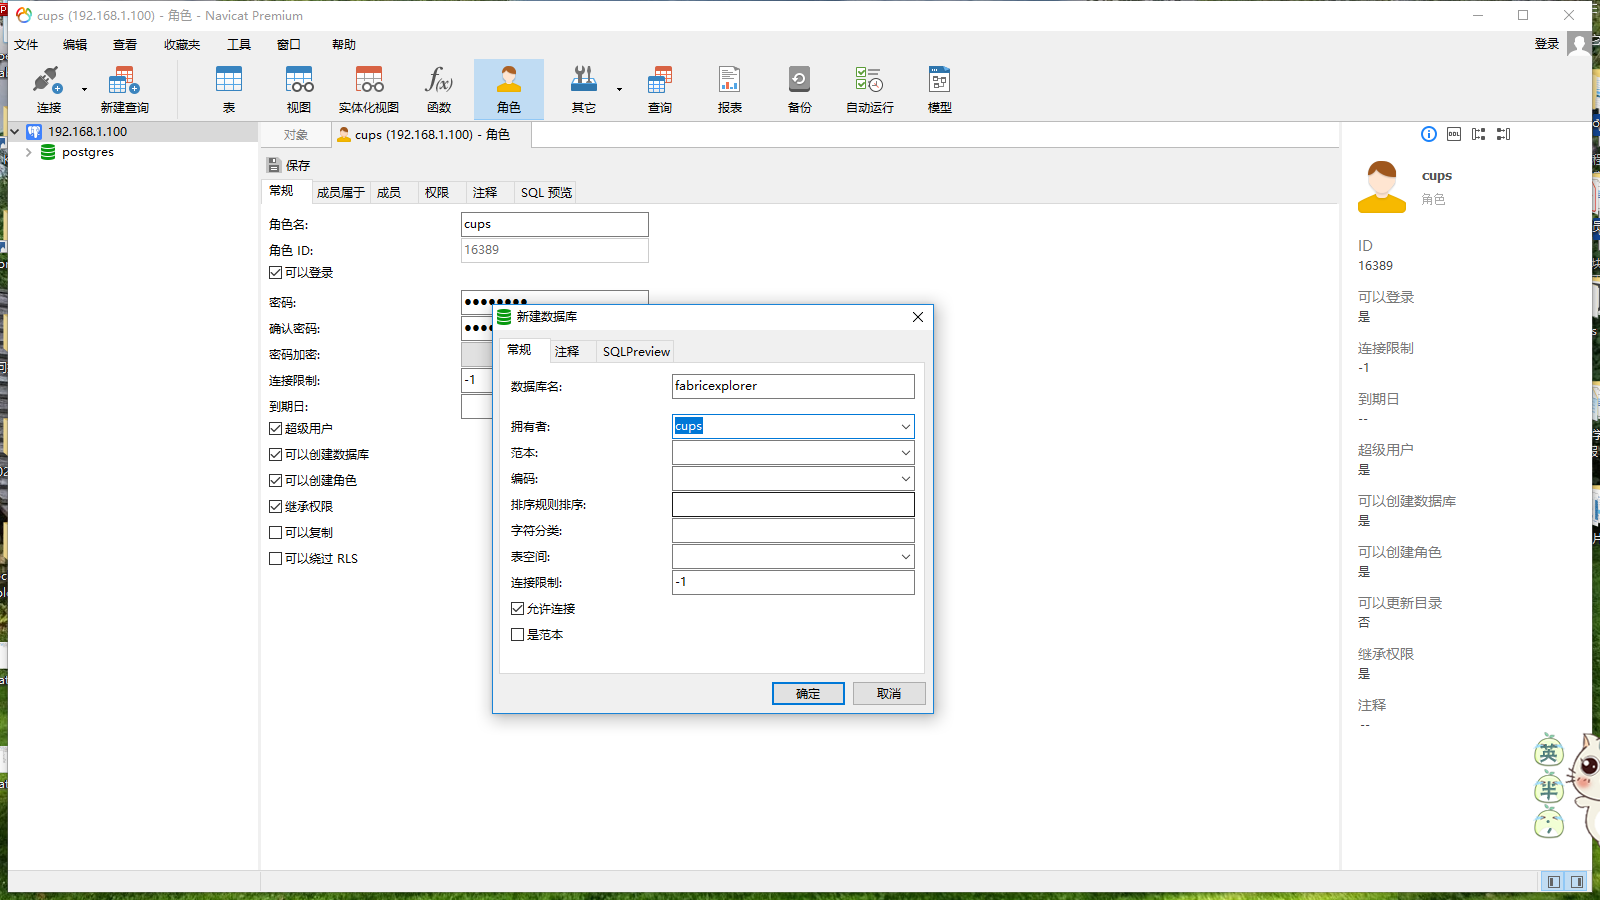 cups (192.168.1.100) - 角色 - Navicat Premium
文件 编辑 查看 收藏夹 工具 窗口 帮助
登录
连接 新建查询 表 视图 实体化视图 函数 角色 其它 查询 报表 备份 自动运行 模型
192.168.1.100
postgres
对象 cups (192.168.1.100) - 角色
保存
常规 成员属于 成员 权限 注释 SQL 预览
角色名: cups
角色 ID: 16389
可以登录
密码: ●●●●●●●●
确认密码:
密码加密:
连接限制: -1
到期日:
超级用户
可以创建数据库
可以创建角色
继承权限
可以复制
可以绕过 RLS
新建数据库
常规 注释 SQLPreview
数据库名: fabricexplorer
拥有者: cups
范本:
编码:
排序规则排序:
字符分类:
表空间:
连接限制: -1
允许连接
是范本
确定 取消
DDL
cups
角色
ID
16389
可以登录
是
连接限制
-1
到期日
--
超级用户
是
可以创建数据库
是
可以创建角色
是
可以更新目录
否
继承权限
是
注释
--
英
半